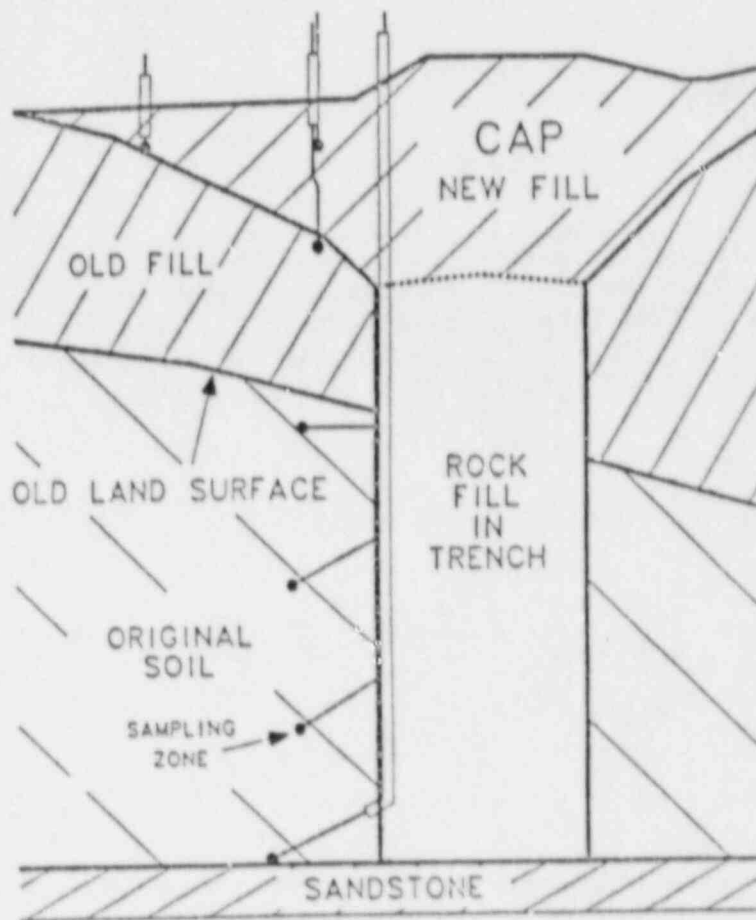 CAP
NEW FILL
OLD FILL
OLD LAND SURFACE
ROCK
FILL
IN
TRENCH
ORIGINAL
SOIL
SAMPLING
ZONE
SANDSTONE